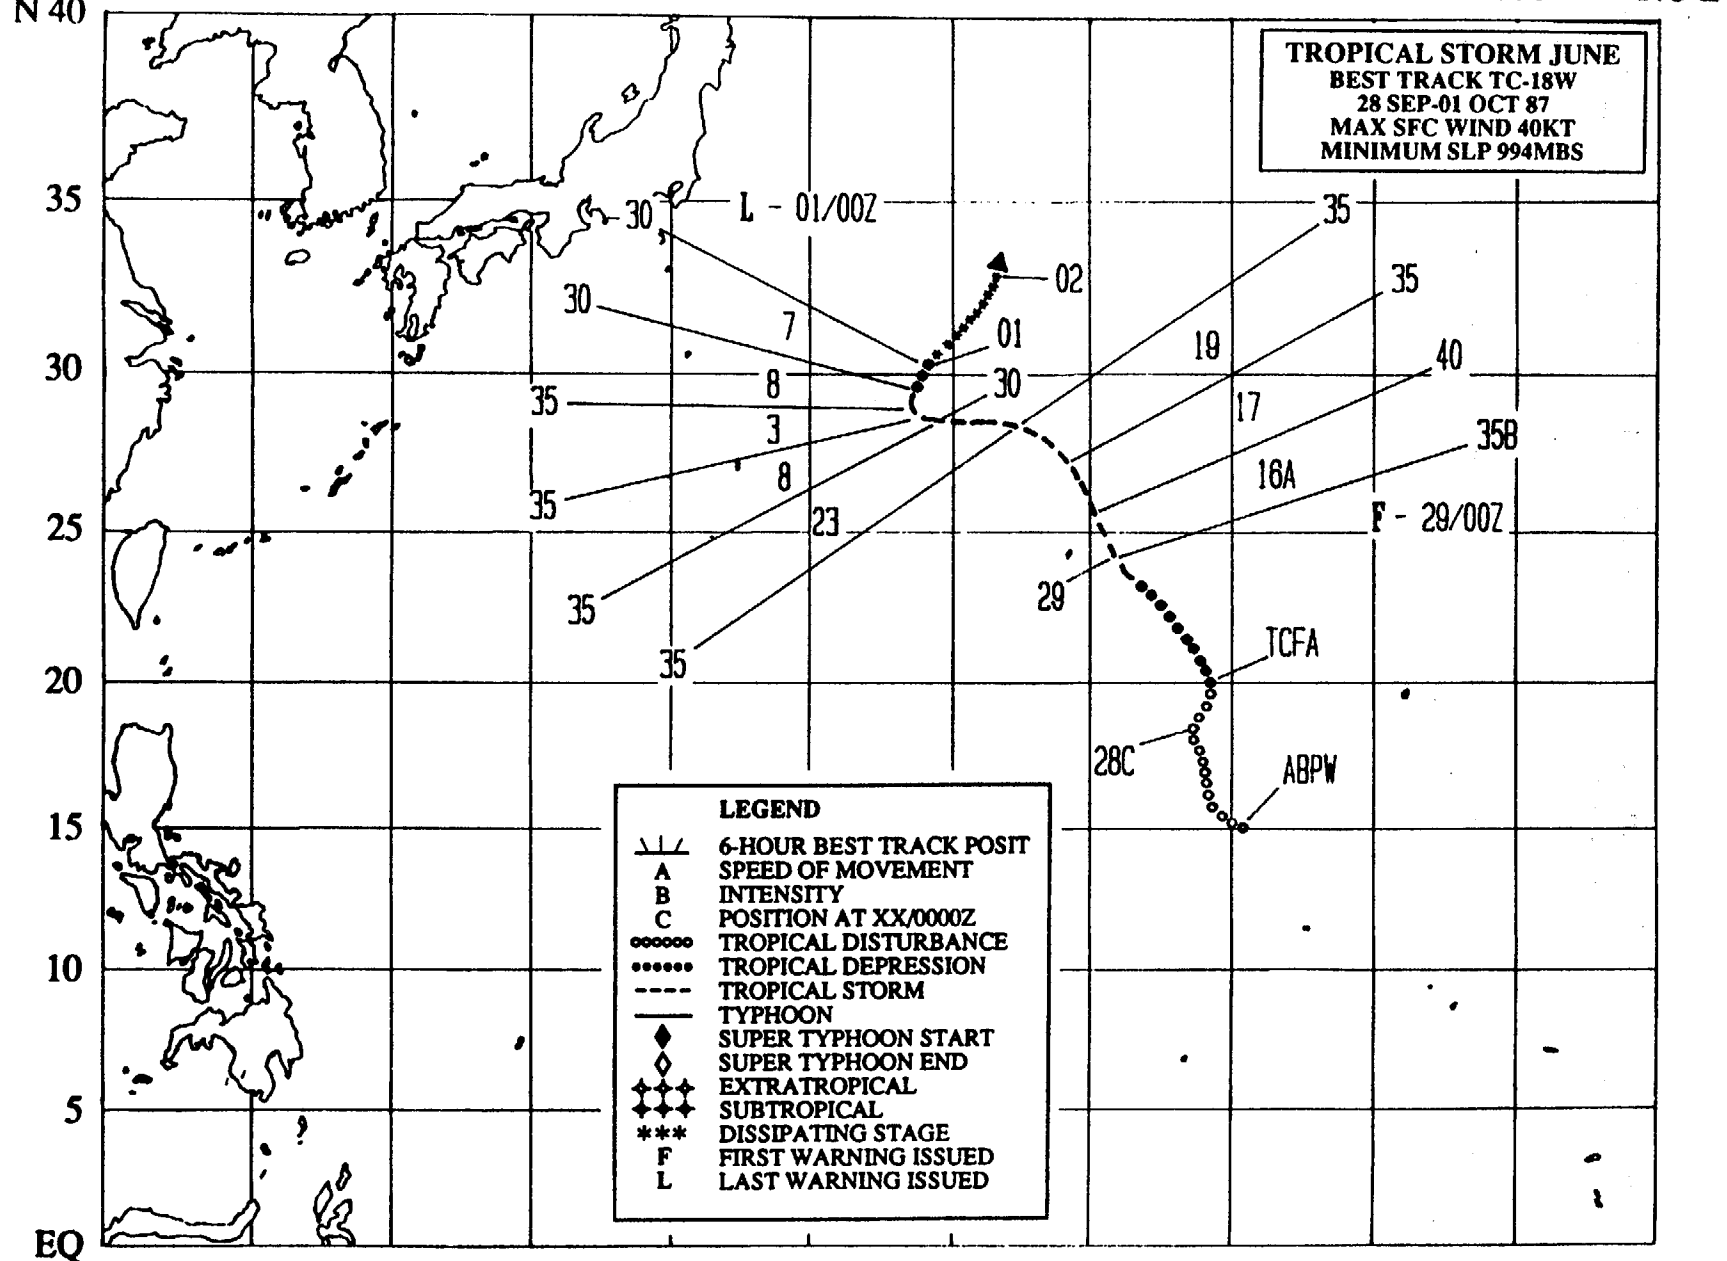 N 40
TROPICAL STORM JUNE
BEST TRACK TC-18W
28 SEP-01 OCT 87
MAX SFC WIND 40KT
MINIMUM SLP 994MBS
35
30
L - 01/00Z
35
02
35
30
7
01
19
40
30
8
30
35
17
3
35B
8
16A
35
25
23
F - 29/00Z
29
35
TCFA
35
20
28C
ABPW
15
LEGEND
6-HOUR BEST TRACK POSIT
A SPEED OF MOVEMENT
B INTENSITY
C POSITION AT XX/0000Z
TROPICAL DISTURBANCE
TROPICAL DEPRESSION
TROPICAL STORM
TYPHOON
SUPER TYPHOON START
SUPER TYPHOON END
EXTRATROPICAL
SUBTROPICAL
*** DISSIPATING STAGE
F FIRST WARNING ISSUED
L LAST WARNING ISSUED
10
5
EQ